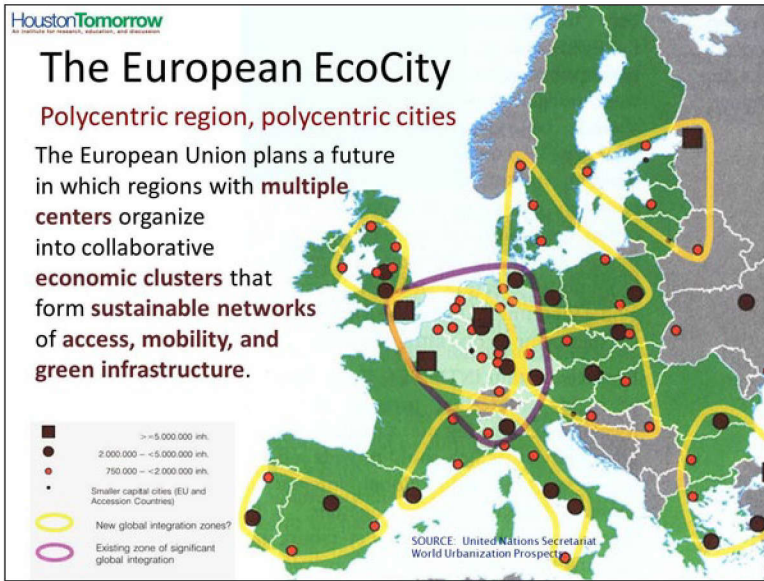 HoustonTomorrow
An institute for research, education, and discussion
The European EcoCity
Polycentric region, polycentric cities
The European Union plans a future
in which regions with multiple
centers organize
into collaborative
economic clusters that
form sustainable networks
of access, mobility, and
green infrastructure.
>=5.000.000 inh.
2.000.000 - <5.000.000 inh.
750.000 - <2.000.000 inh.
Smaller capital cities (EU and
Accession Countries)
New global integration zones?
Existing zone of significant
global integration
SOURCE: United Nations Secretariat
World Urbanization Prospects